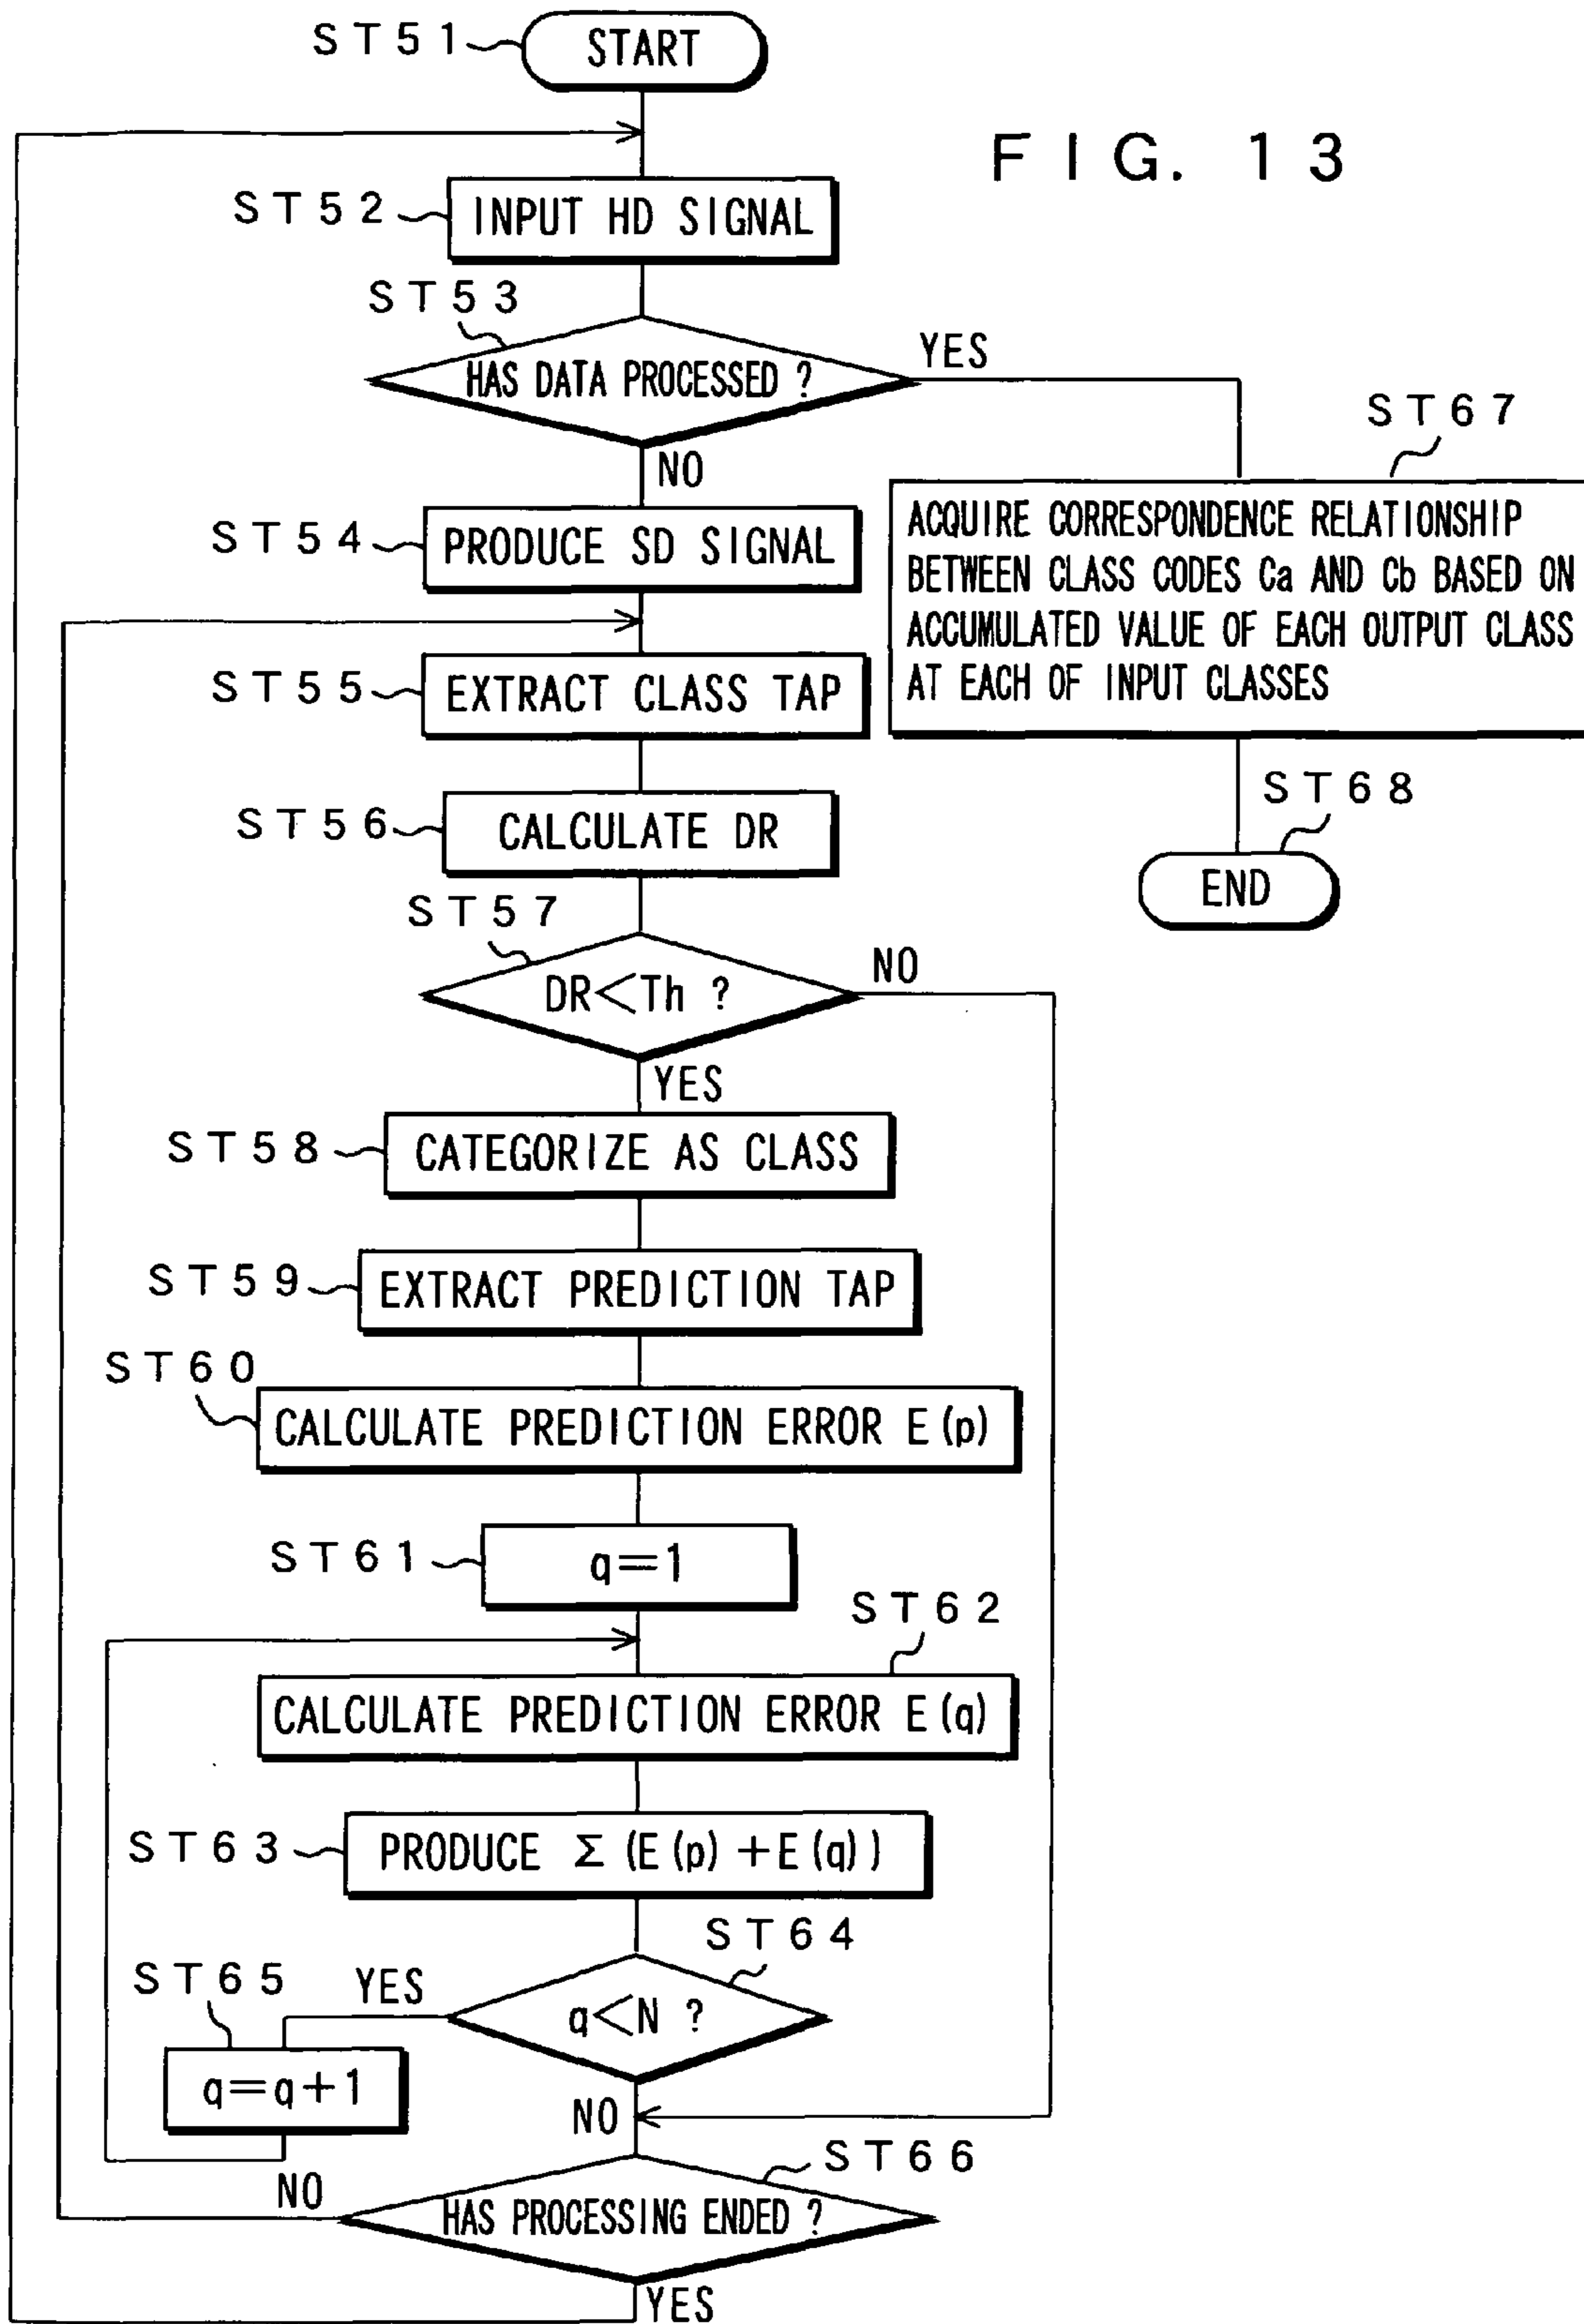 ST51
START
FIG. 13
ST52
INPUT HD SIGNAL
ST53
HAS DATA PROCESSED ?
YES
NO
ST67
ACQUIRE CORRESPONDENCE RELATIONSHIP
BETWEEN CLASS CODES Ca AND Cb BASED ON
ACCUMULATED VALUE OF EACH OUTPUT CLASS
AT EACH OF INPUT CLASSES
ST54
PRODUCE SD SIGNAL
ST55
EXTRACT CLASS TAP
ST68
END
ST56
CALCULATE DR
ST57
DR<Th ?
NO
YES
ST58
CATEGORIZE AS CLASS
ST59
EXTRACT PREDICTION TAP
ST60
CALCULATE PREDICTION ERROR E(p)
ST61
q=1
ST62
CALCULATE PREDICTION ERROR E(q)
ST63
PRODUCE Σ(E(p)+E(q))
ST64
q<N ?
YES
ST65
q=q+1
NO
ST66
HAS PROCESSING ENDED ?
NO
YES